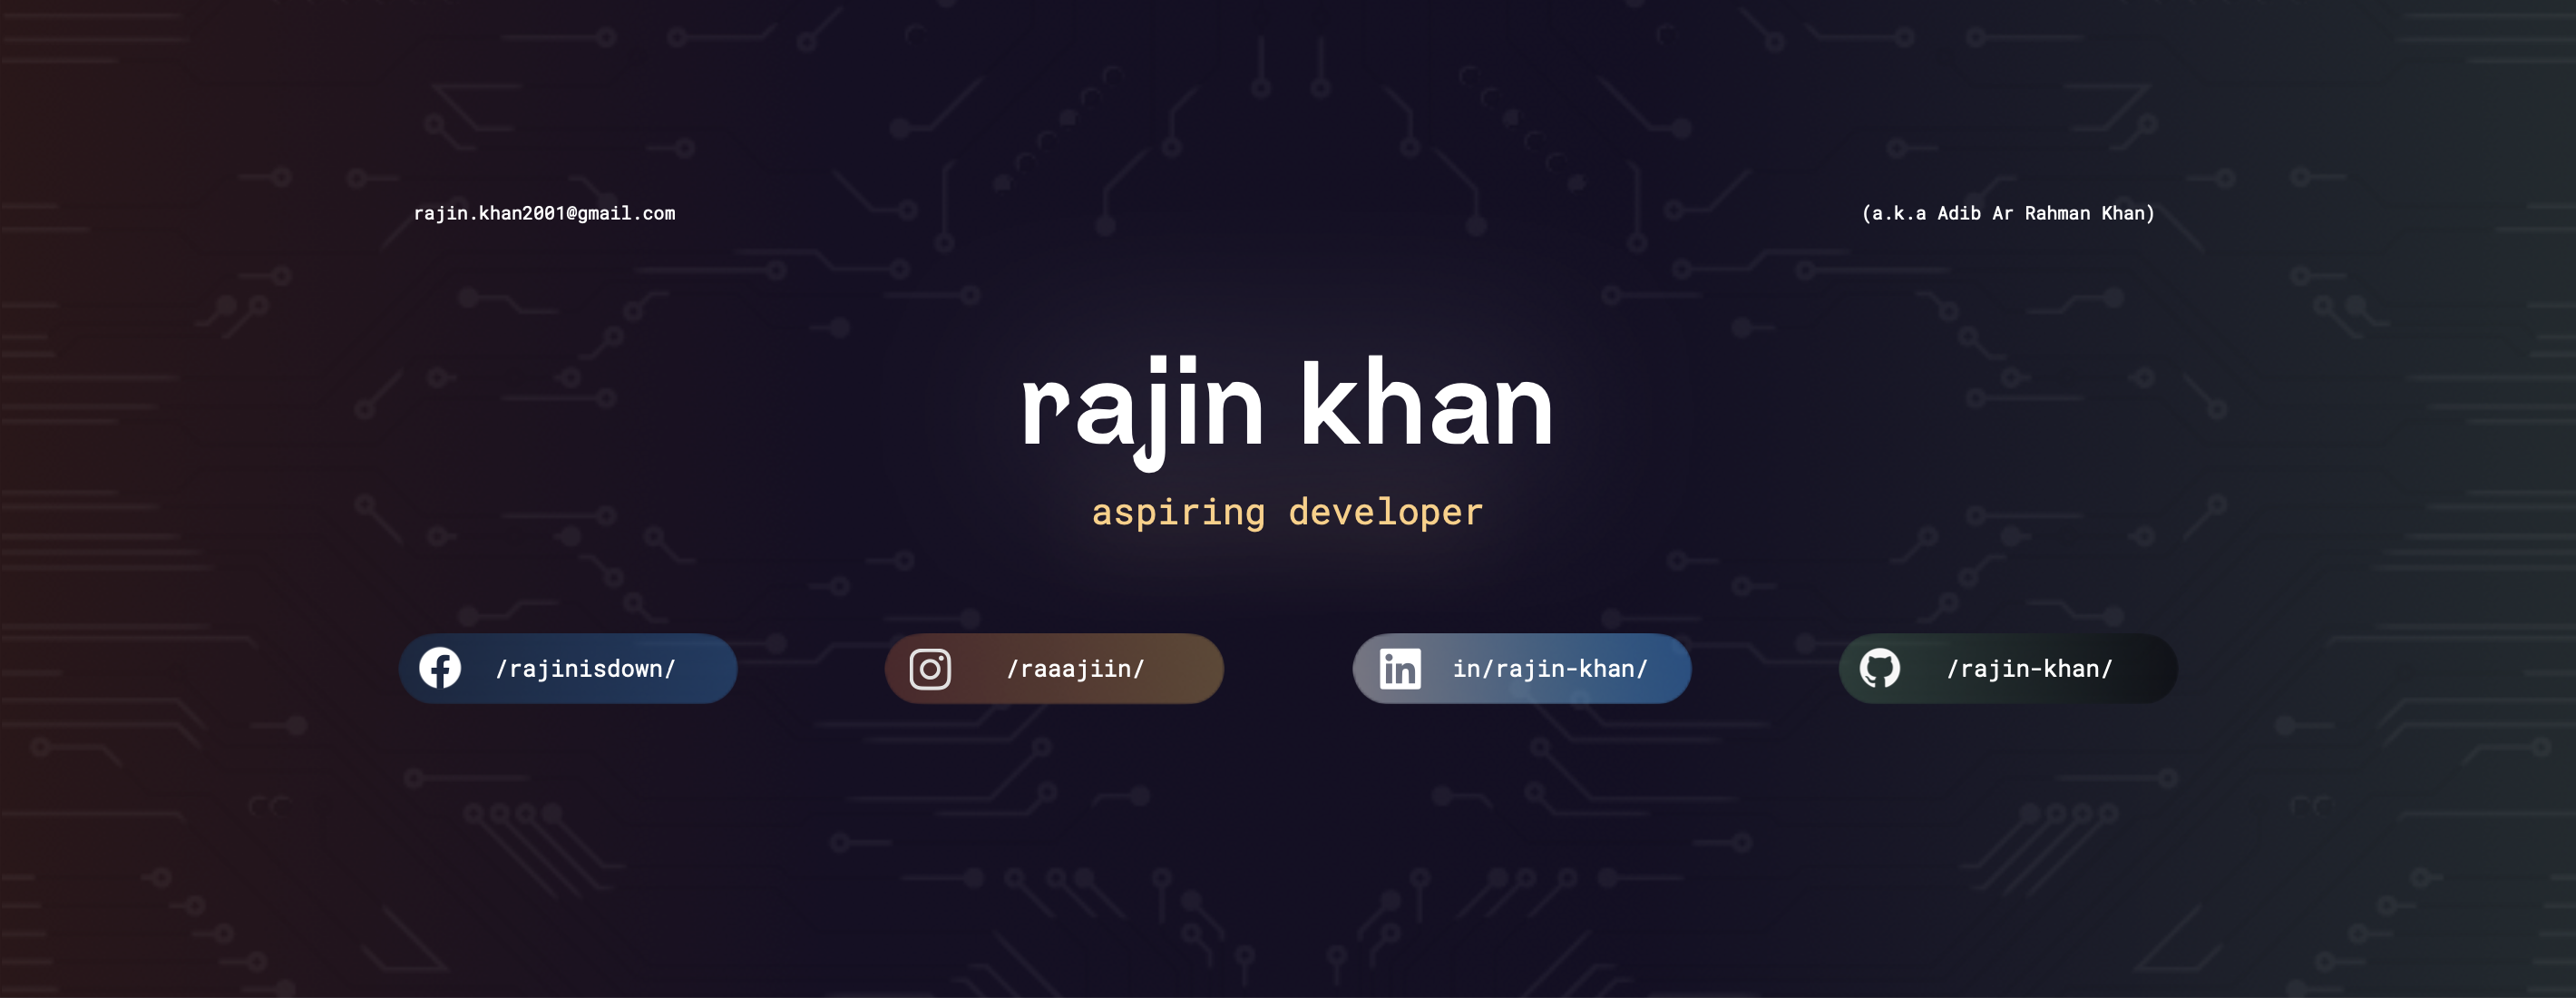 rajin.khan2001@gmail.com
(a.k.a Adib Ar Rahman Khan)
rajin khan
aspiring developer
/rajinisdown/
/raaajiin/
in/rajin-khan/
/rajin-khan/